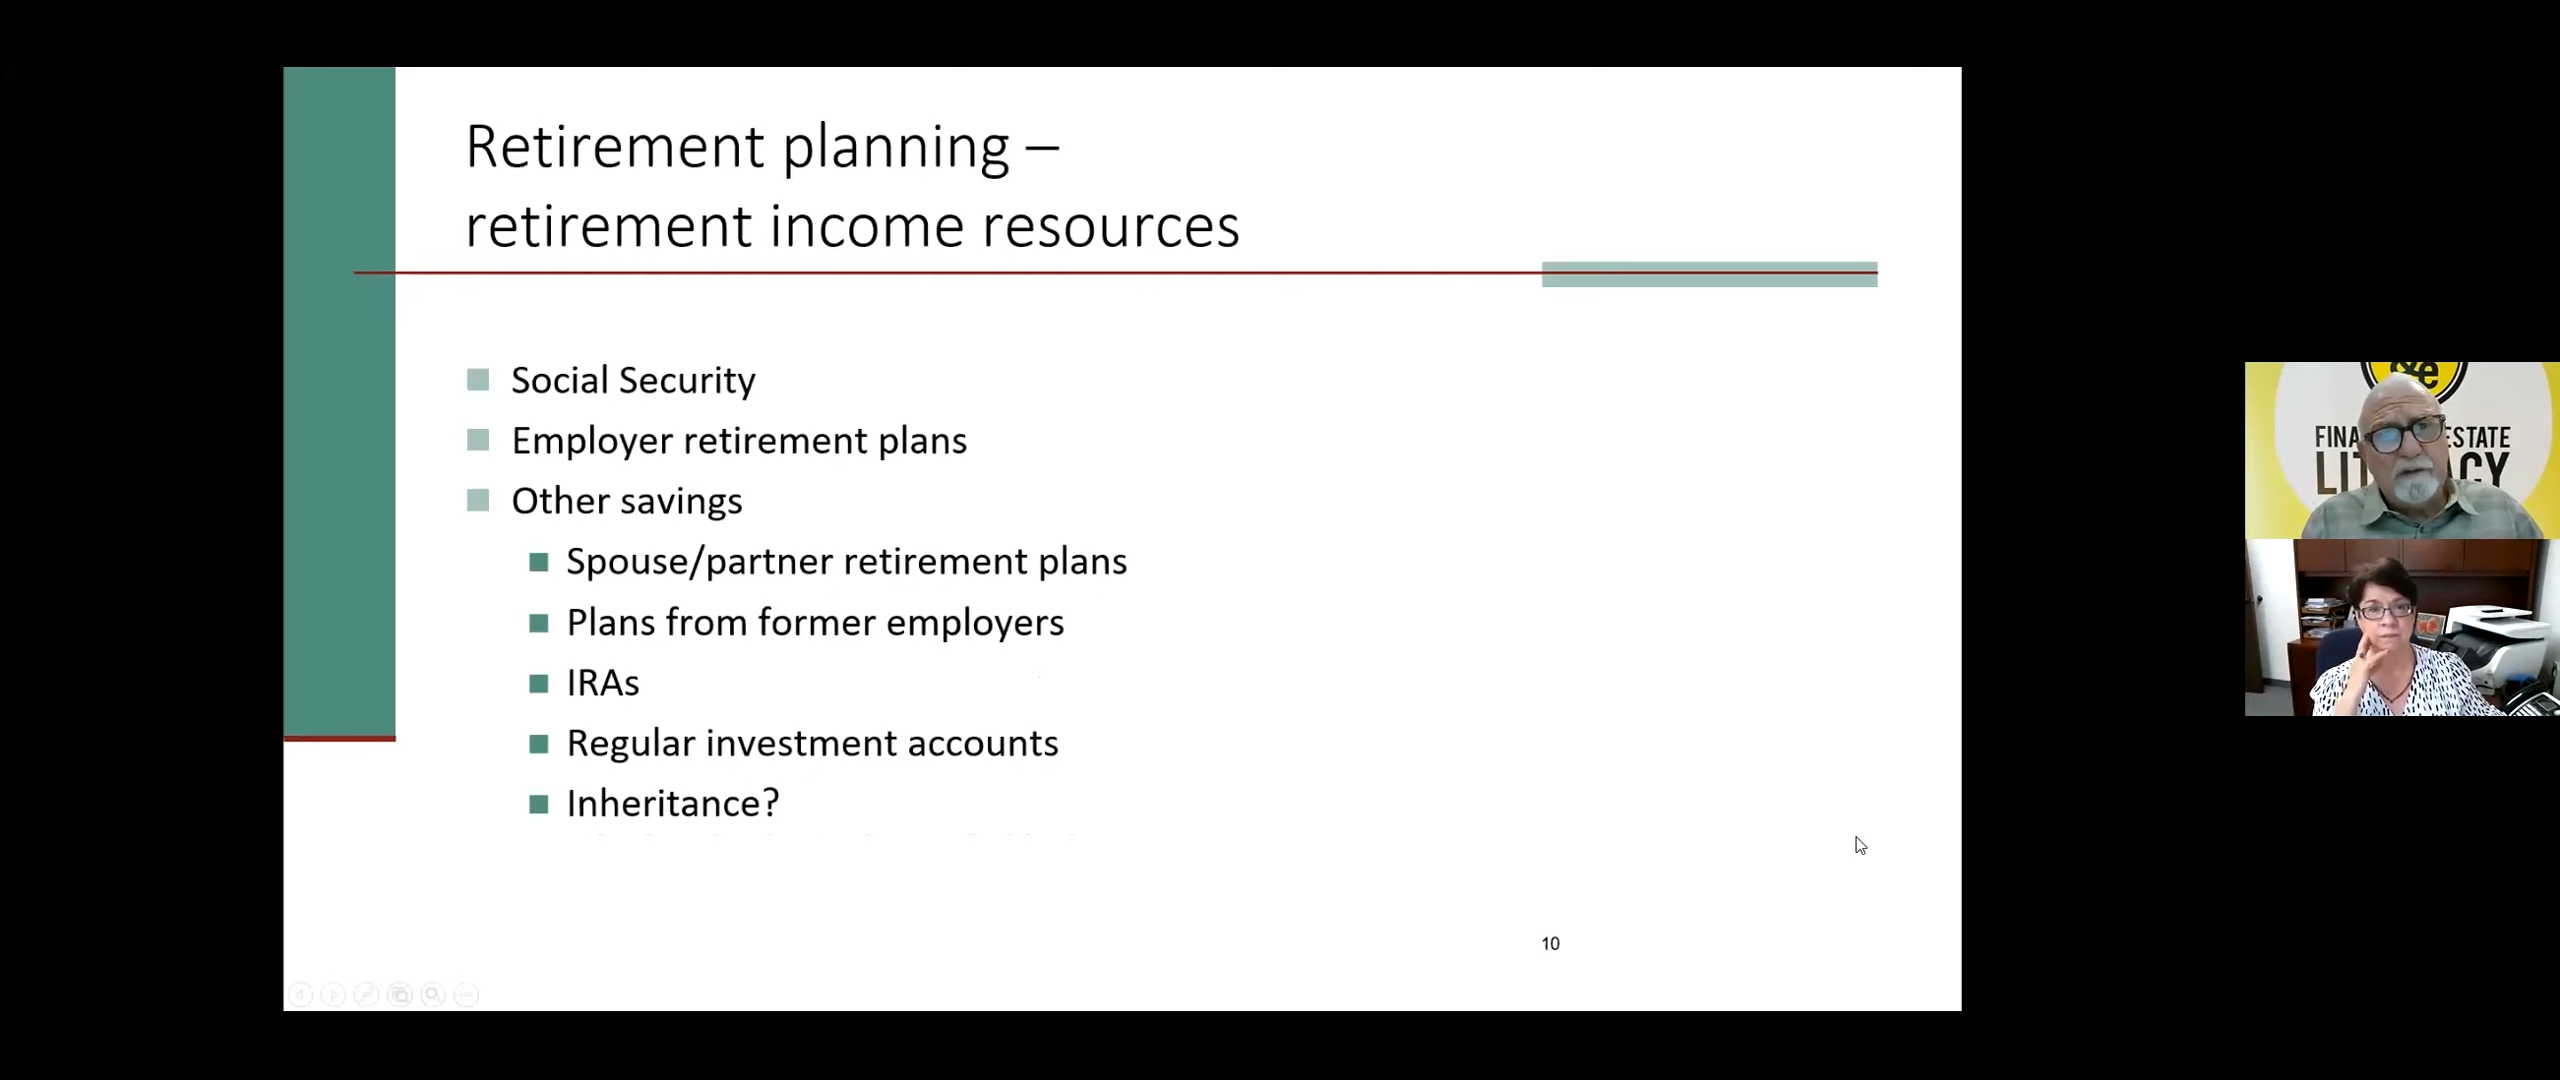 Retirement planning –
retirement income resources
Social Security
Employer retirement plans
Other savings
Spouse/partner retirement plans
Plans from former employers
IRAs
Regular investment accounts
Inheritance?
10
&e
ESTATE